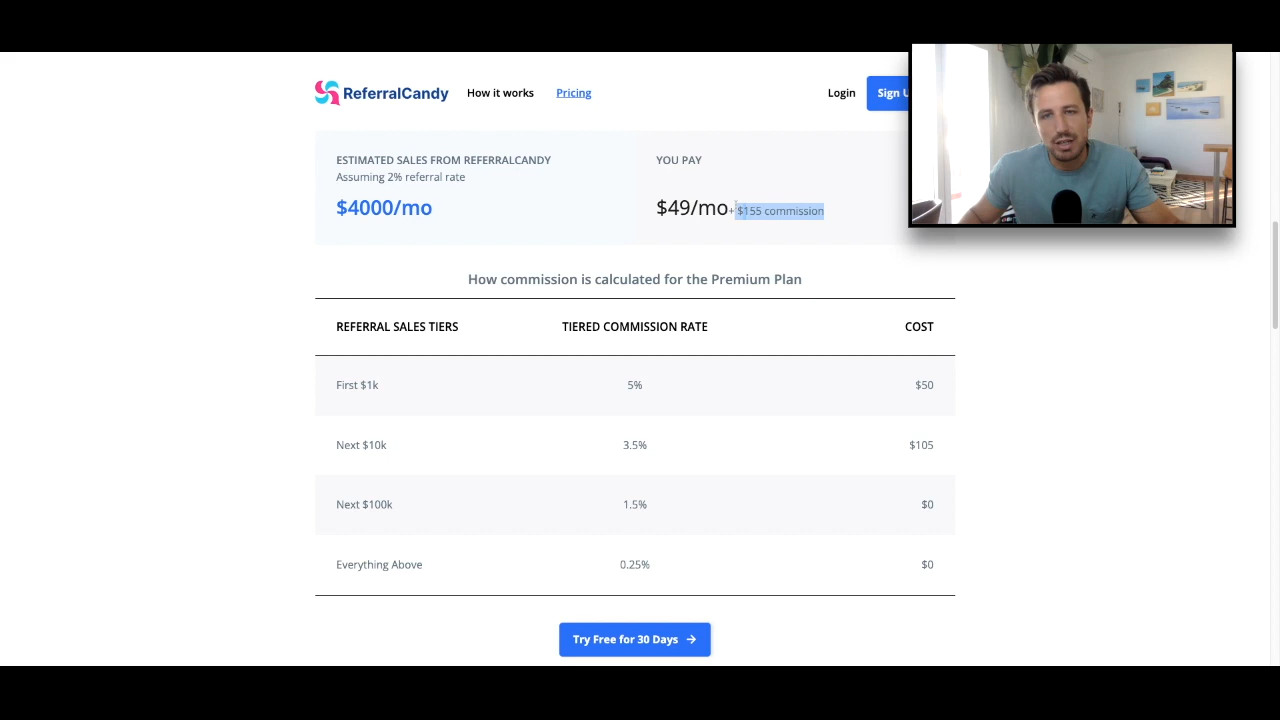 ReferralCandy How it works Pricing Login Sign U
ESTIMATED SALES FROM REFERRALCANDY
Assuming 2% referral rate
$4000/mo
YOU PAY
$49/mo + $155 commission
How commission is calculated for the Premium Plan
REFERRAL SALES TIERS TIERED COMMISSION RATE COST
First $1k 5% $50
Next $10k 3.5% $105
Next $100k 1.5% $0
Everything Above 0.25% $0
Try Free for 30 Days →